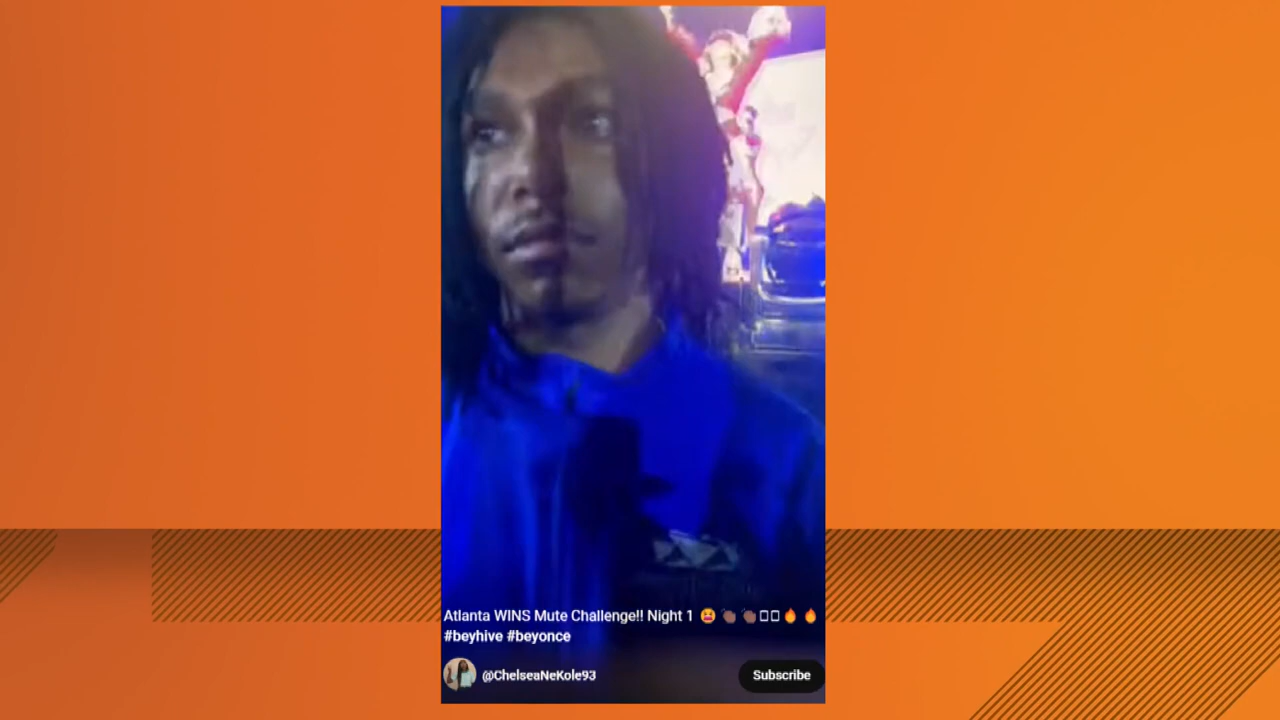 Atlanta WINS Mute Challenge!! Night 1 😫 👏🏾 👏🏾 🔥 🔥
#beyhive #beyonce
@ChelseaNeKole93
Subscribe